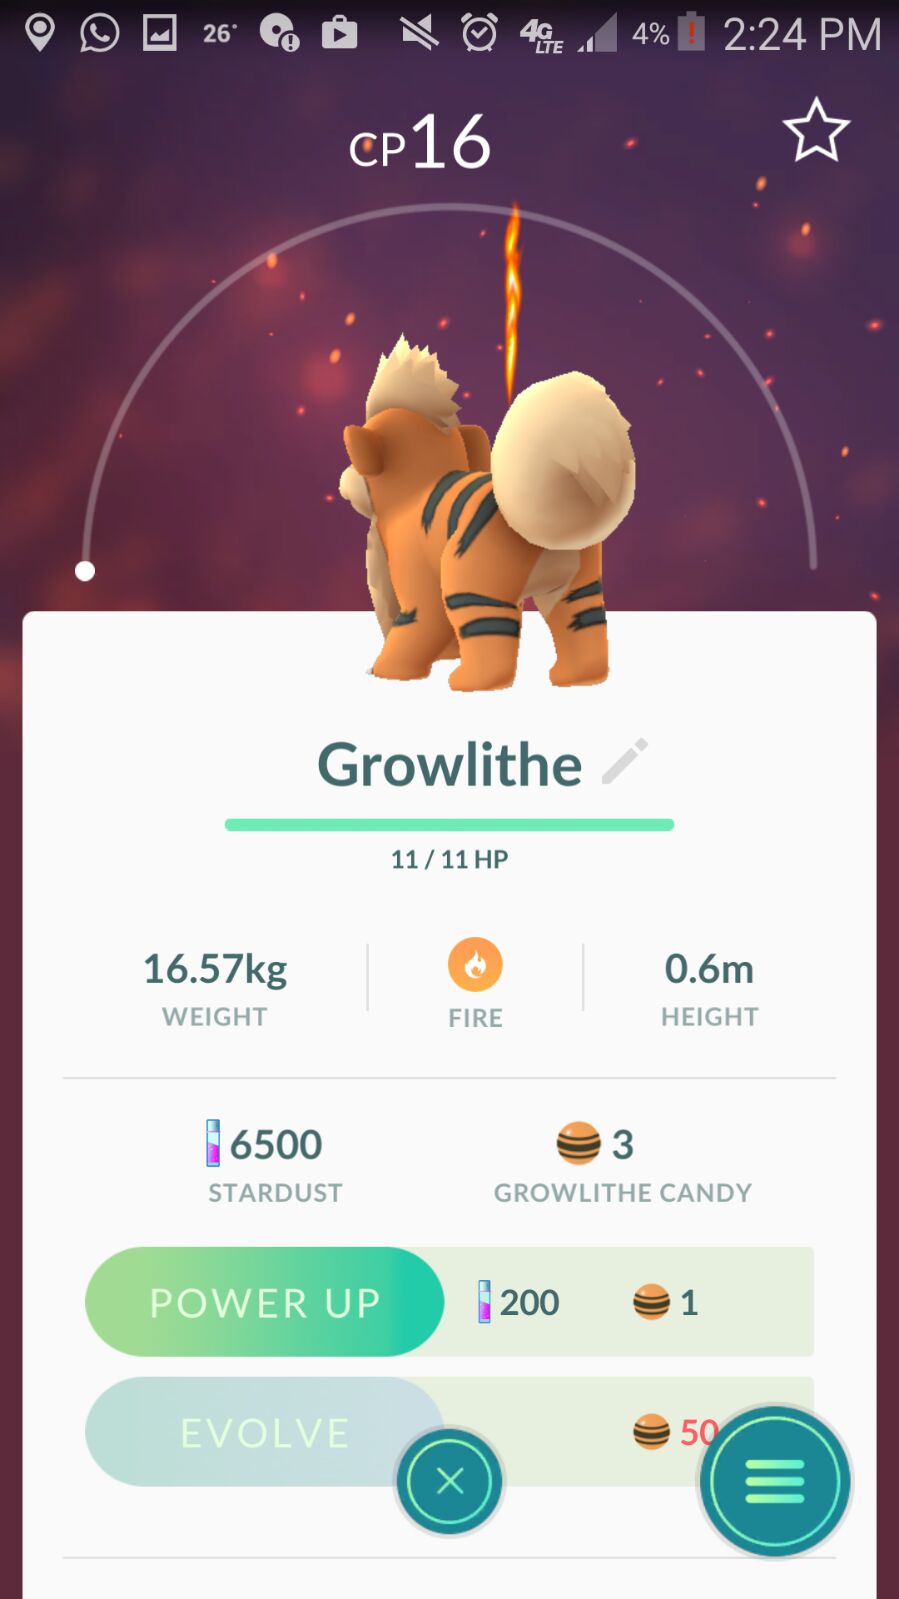 26° 4G LTE 4% 2:24 PM
CP16
Growlithe
11 / 11 HP
16.57kg 0.6m
WEIGHT FIRE HEIGHT
6500 3
STARDUST GROWLITHE CANDY
POWER UP 200 1
EVOLVE 50